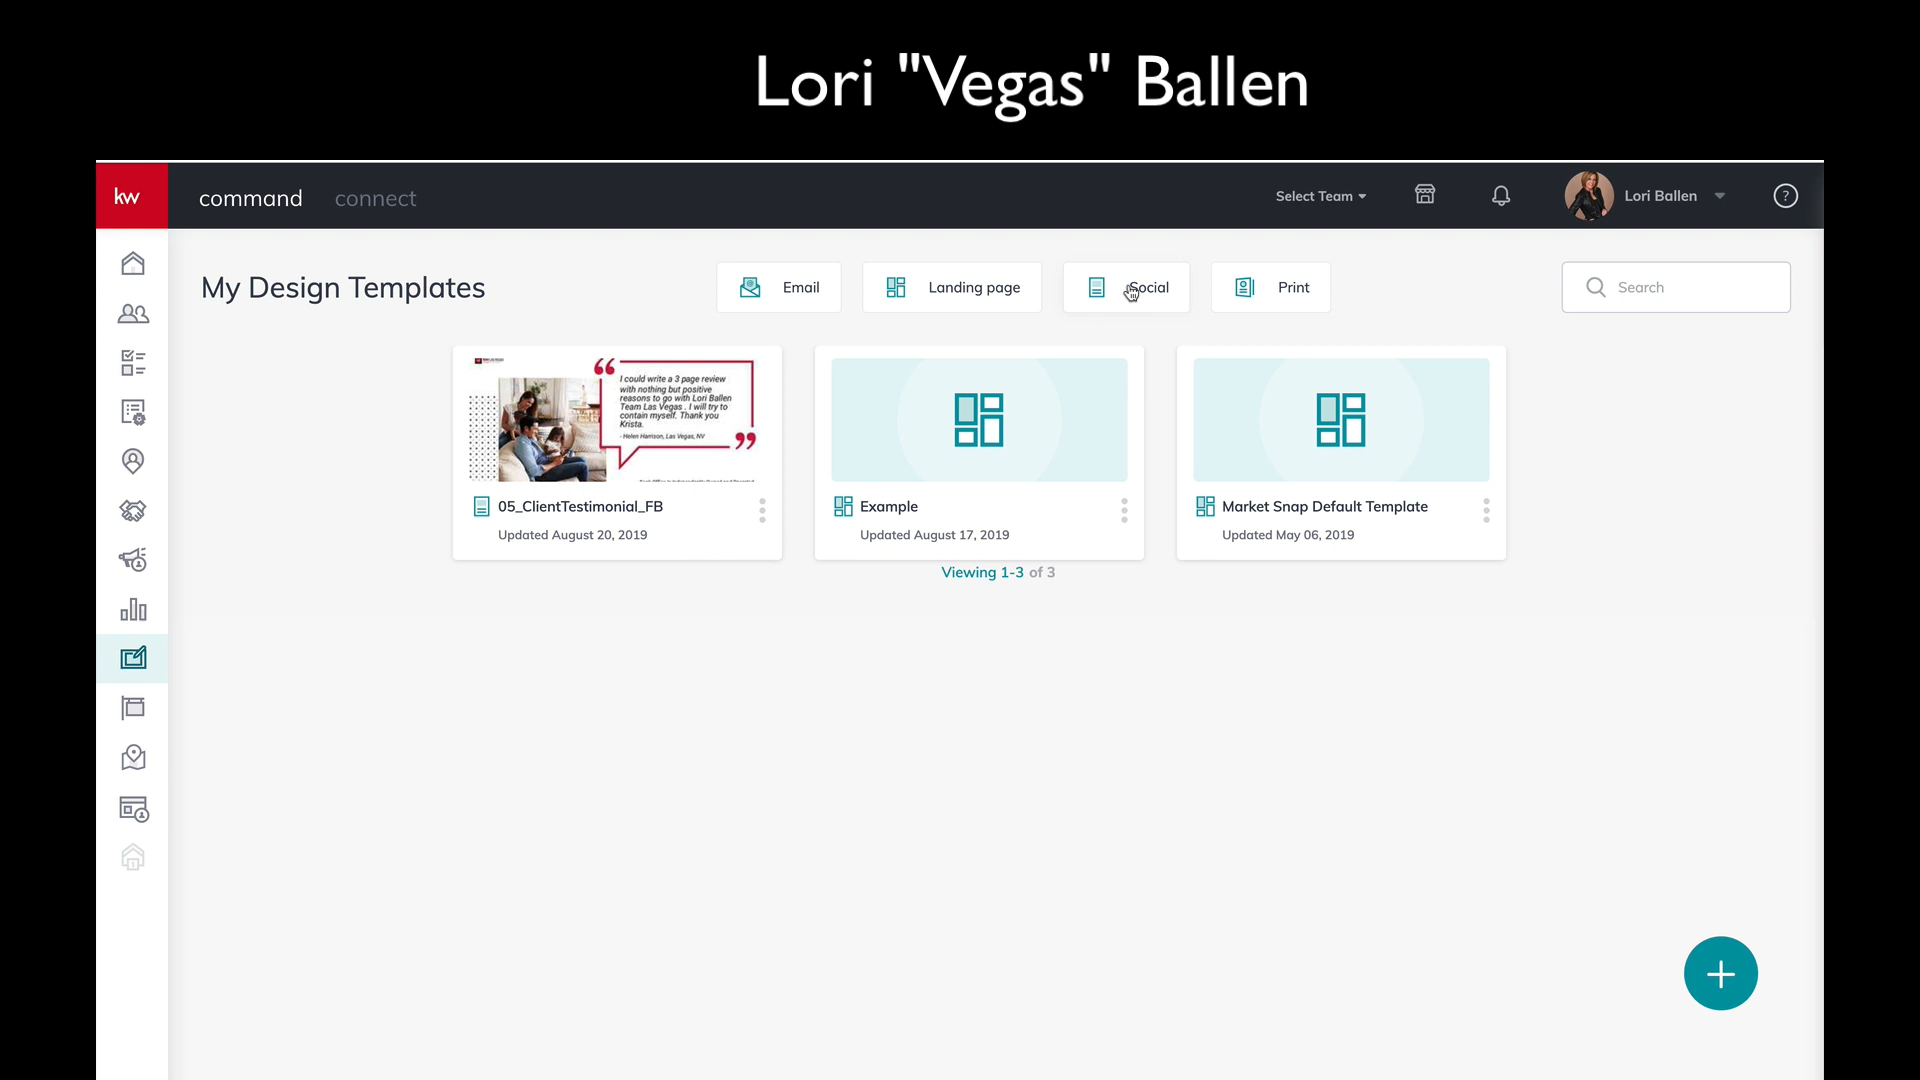 Lori "Vegas" Ballen
kw
command connect
Select Team
Lori Ballen
?
My Design Templates
Email
Landing page
Social
Print
Search
I could write a 3 page review
with nothing but positive
reasons to go with Lori Ballen
Team Las Vegas . I will try to
contain myself. Thank you
Krista.
- Helen Harrison, Las Vegas, NV
05_ClientTestimonial_FB
Updated August 20, 2019
Example
Updated August 17, 2019
Market Snap Default Template
Updated May 06, 2019
Viewing 1-3 of 3